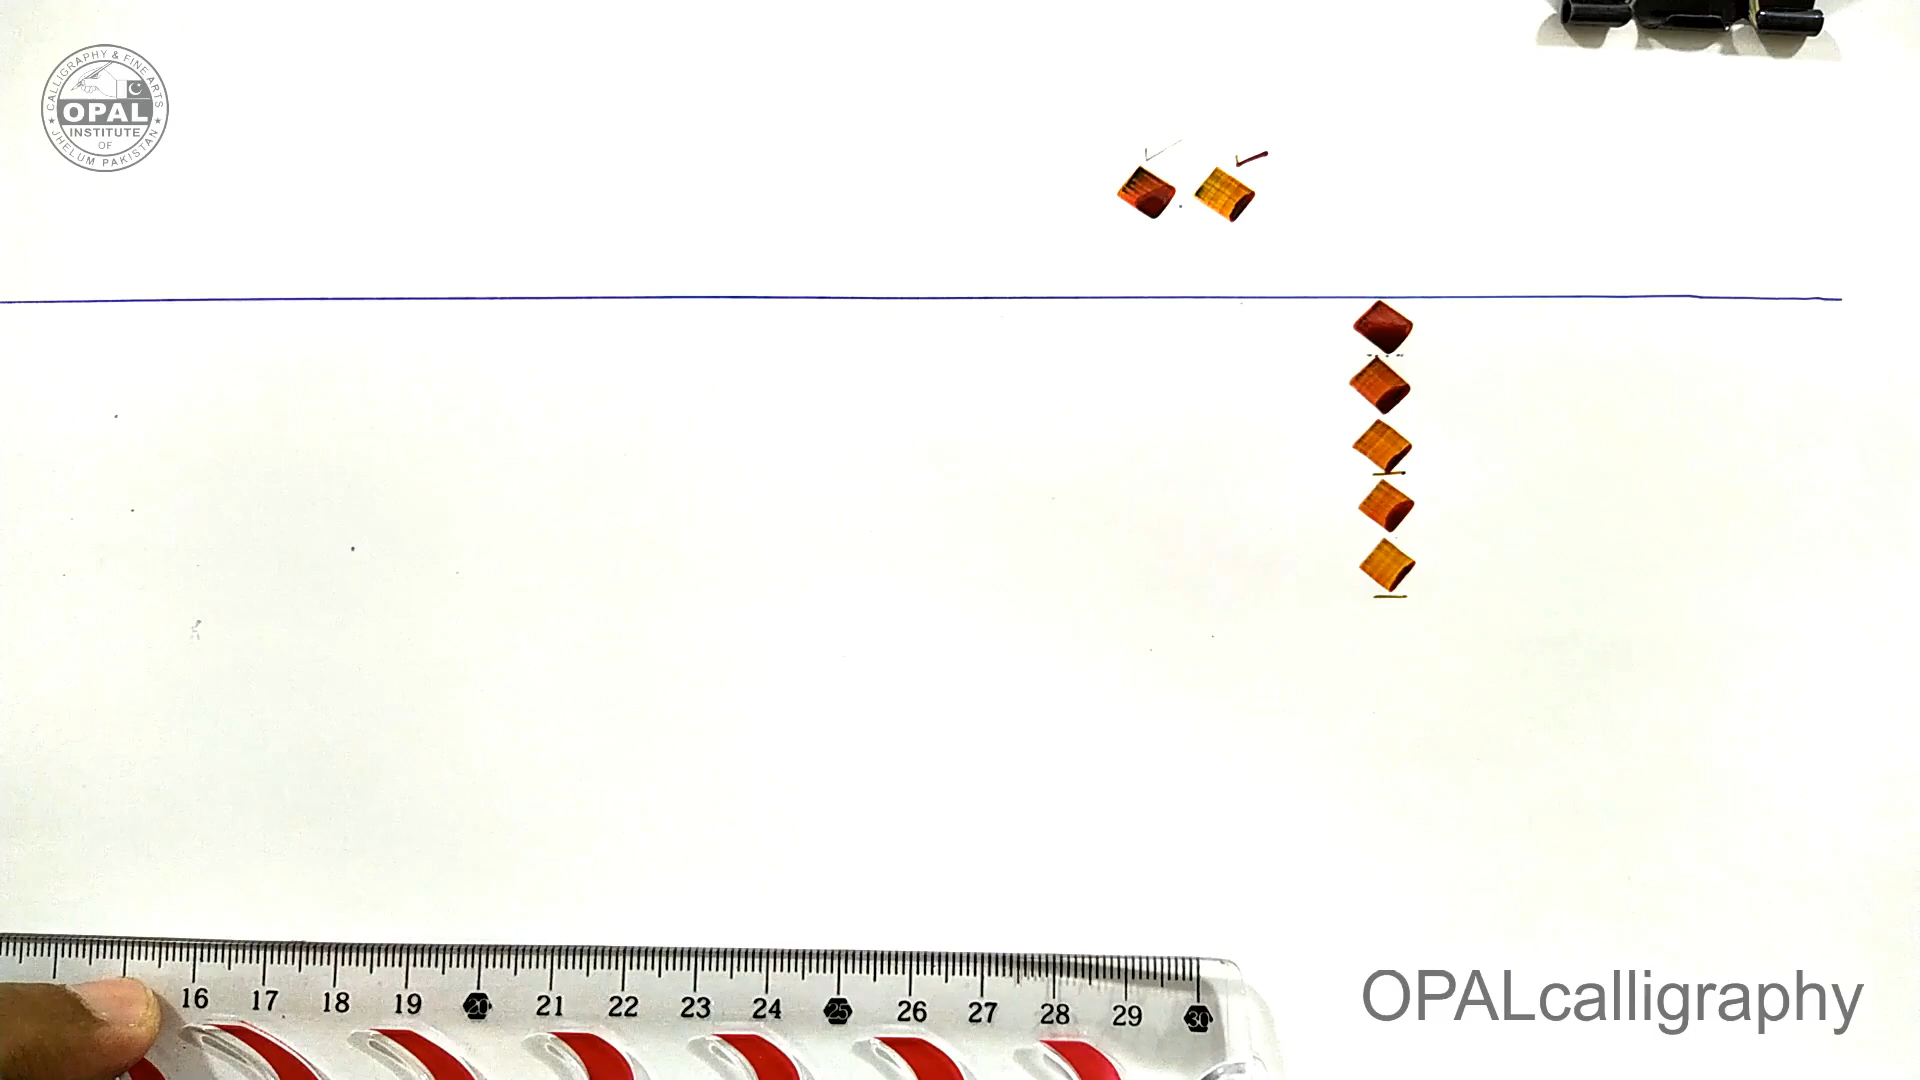 CALLIGRAPHY & FINE ARTS
OPAL
INSTITUTE
OF
JHELUM PAKISTAN
16 17 18 19 20 21 22 23 24 25 26 27 28 29 30
OPALcalligraphy